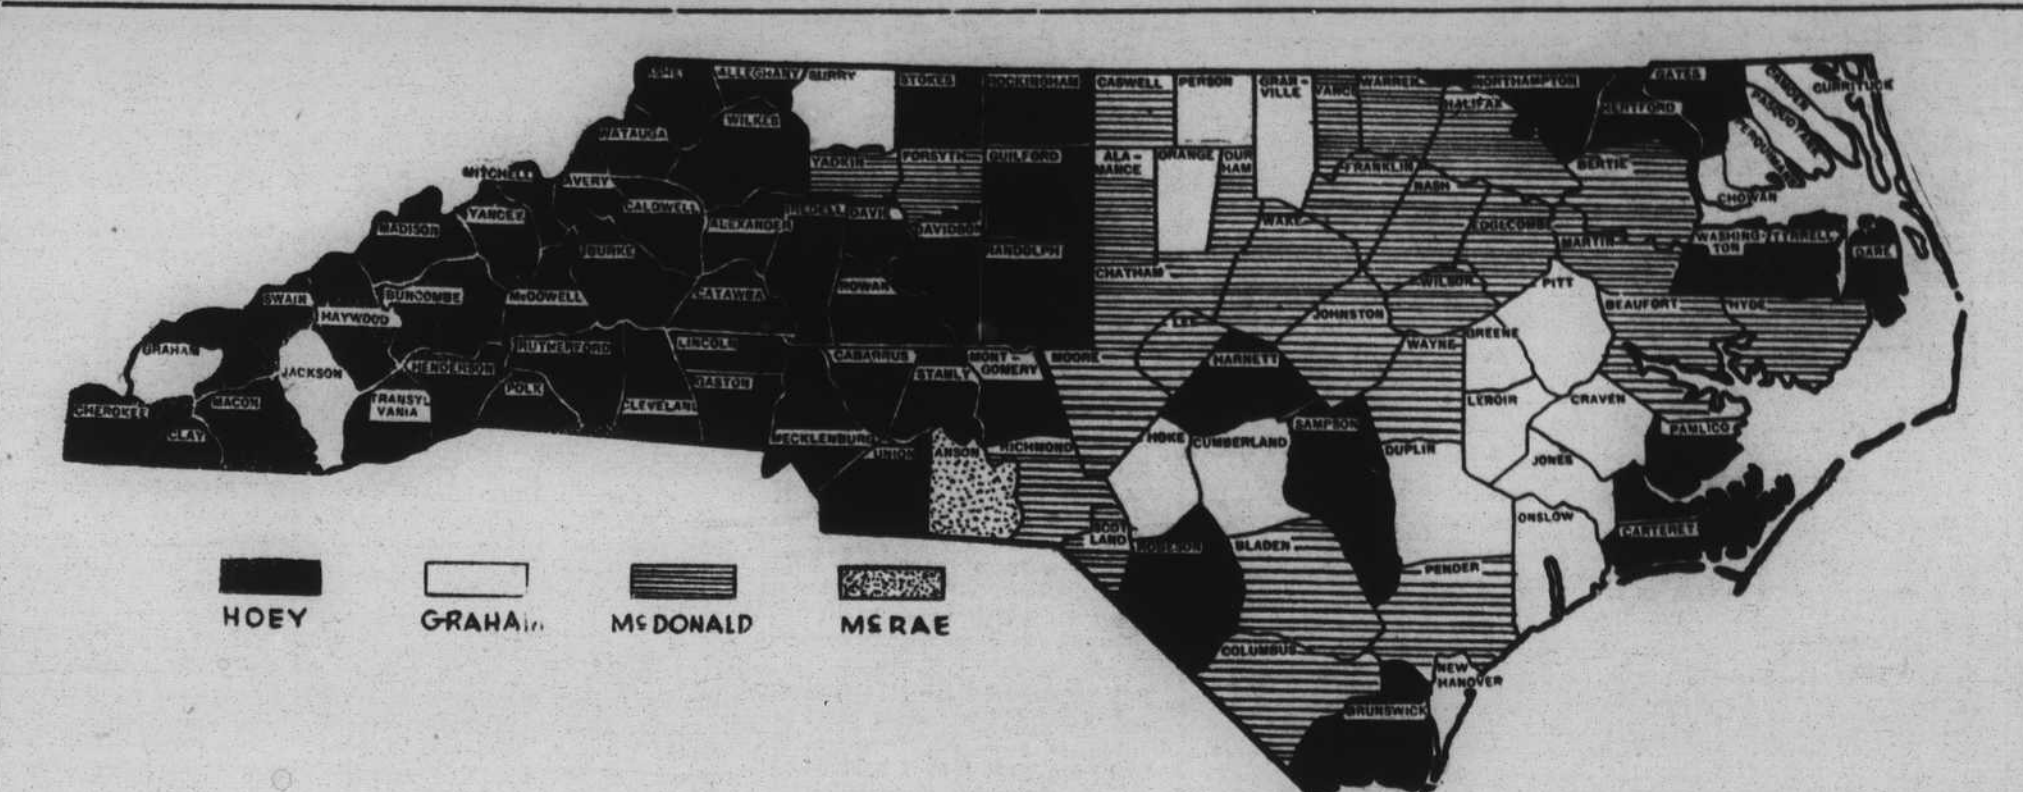 ASHE
ALLEGHANY
SURRY
STOKES
ROCKINGHAM
CASWELL
PERSON
GRAN-
VILLE
VANCE
WARREN
NORTHAMPTON
GATES
CAMDEN
CURRITUCK
HALIFAX
HERTFORD
PASQUOTANK
PERQUIMANS
WATAUGA
WILKES
YADKIN
FORSYTH
GUILFORD
ALA-
MANCE
ORANGE
DUR
HAM
FRANKLIN
NASH
BERTIE
CHOWAN
MITCHELL
AVERY
YANCEY
CALDWELL
ALEXANDER
IREDELL
DAVIE
DAVIDSON
RANDOLPH
WAKE
EDGECOMBE
MARTIN
WASHING-
TON
TYRRELL
DARE
MADISON
BURKE
CHATHAM
WILSON
PITT
SWAIN
HAYWOOD
BUNCOMBE
McDOWELL
CATAWBA
ROWAN
LEE
JOHNSTON
BEAUFORT
HYDE
GRAHAM
JACKSON
HENDERSON
RUTHERFORD
LINCOLN
CABARRUS
STANLY
MONT-
GOMERY
MOORE
HARNETT
WAYNE
GREENE
CHEROKEE
CLAY
MACON
TRANSYL
VANIA
POLK
CLEVELAND
GASTON
MECKLENBURG
UNION
ANSON
RICHMOND
HOKE
CUMBERLAND
SAMPSON
DUPLIN
LENOIR
CRAVEN
JONES
PAMLICO
SCOT
LAND
ROBESON
BLADEN
PENDER
ONSLOW
CARTERET
COLUMBUS
NEW
HANOVER
BRUNSWICK
HOEY
GRAHAM
McDONALD
McRAE